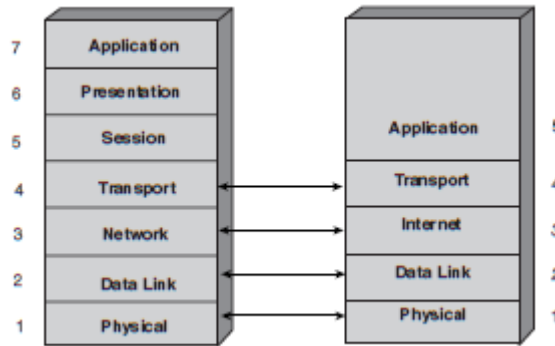 7 Application
6 Presentation
5 Session
4 Transport
3 Network
2 Data Link
1 Physical
Application 5
Transport 4
Internet 3
Data Link 2
Physical 1